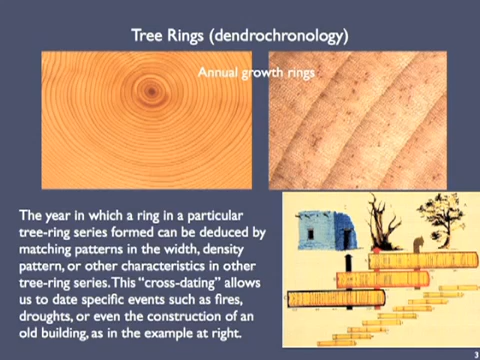 Tree Rings (dendrochronology)
Annual growth rings
The year in which a ring in a particular
tree-ring series formed can be deduced by
matching patterns in the width, density
pattern, or other characteristics in other
tree-ring series. This “cross-dating” allows
us to date specific events such as fires,
droughts, or even the construction of an
old building, as in the example at right.
3